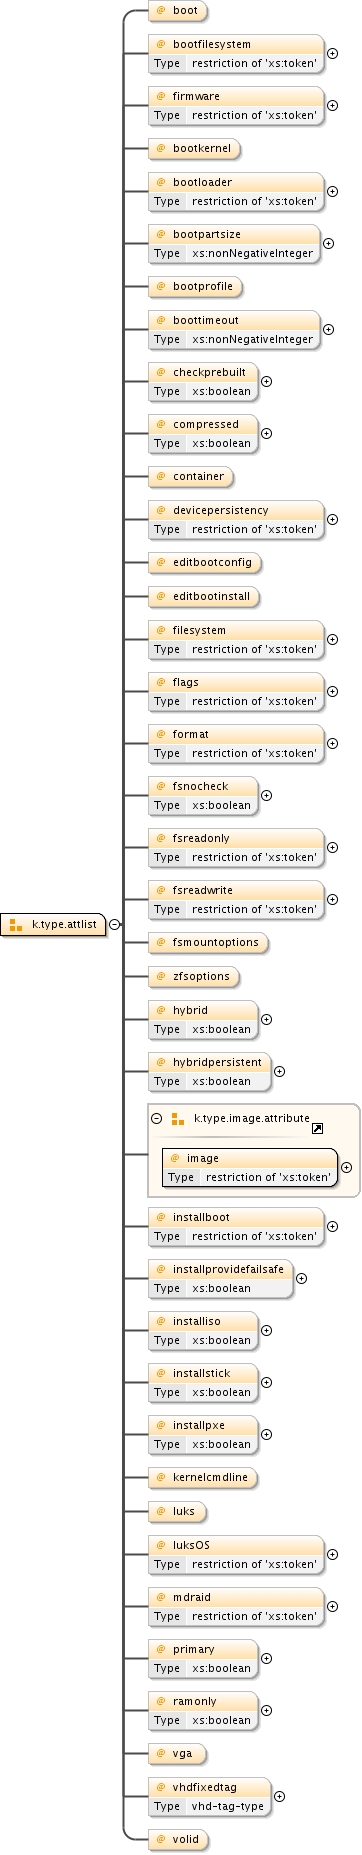 @ boot
@ bootfilesystem
Type restriction of 'xs:token'
@ firmware
Type restriction of 'xs:token'
@ bootkernel
@ bootloader
Type restriction of 'xs:token'
@ bootpartsize
Type xs:nonNegativeInteger
@ bootprofile
@ boottimeout
Type xs:nonNegativeInteger
@ checkprebuilt
Type xs:boolean
@ compressed
Type xs:boolean
@ container
@ devicepersistency
Type restriction of 'xs:token'
@ editbootconfig
@ editbootinstall
@ filesystem
Type restriction of 'xs:token'
@ flags
Type restriction of 'xs:token'
@ format
Type restriction of 'xs:token'
@ fsnocheck
Type xs:boolean
@ fsreadonly
Type restriction of 'xs:token'
@ fsreadwrite
Type restriction of 'xs:token'
k.type.attlist
@ fsmountoptions
@ zfsoptions
@ hybrid
Type xs:boolean
@ hybridpersistent
Type xs:boolean
k.type.image.attribute
@ image
Type restriction of 'xs:token'
@ installboot
Type restriction of 'xs:token'
@ installprovidefailsafe
Type xs:boolean
@ installiso
Type xs:boolean
@ installstick
Type xs:boolean
@ installpxe
Type xs:boolean
@ kernelcmdline
@ luks
@ luksOS
Type restriction of 'xs:token'
@ mdraid
Type restriction of 'xs:token'
@ primary
Type xs:boolean
@ ramonly
Type xs:boolean
@ vga
@ vhdfixedtag
Type vhd-tag-type
@ volid